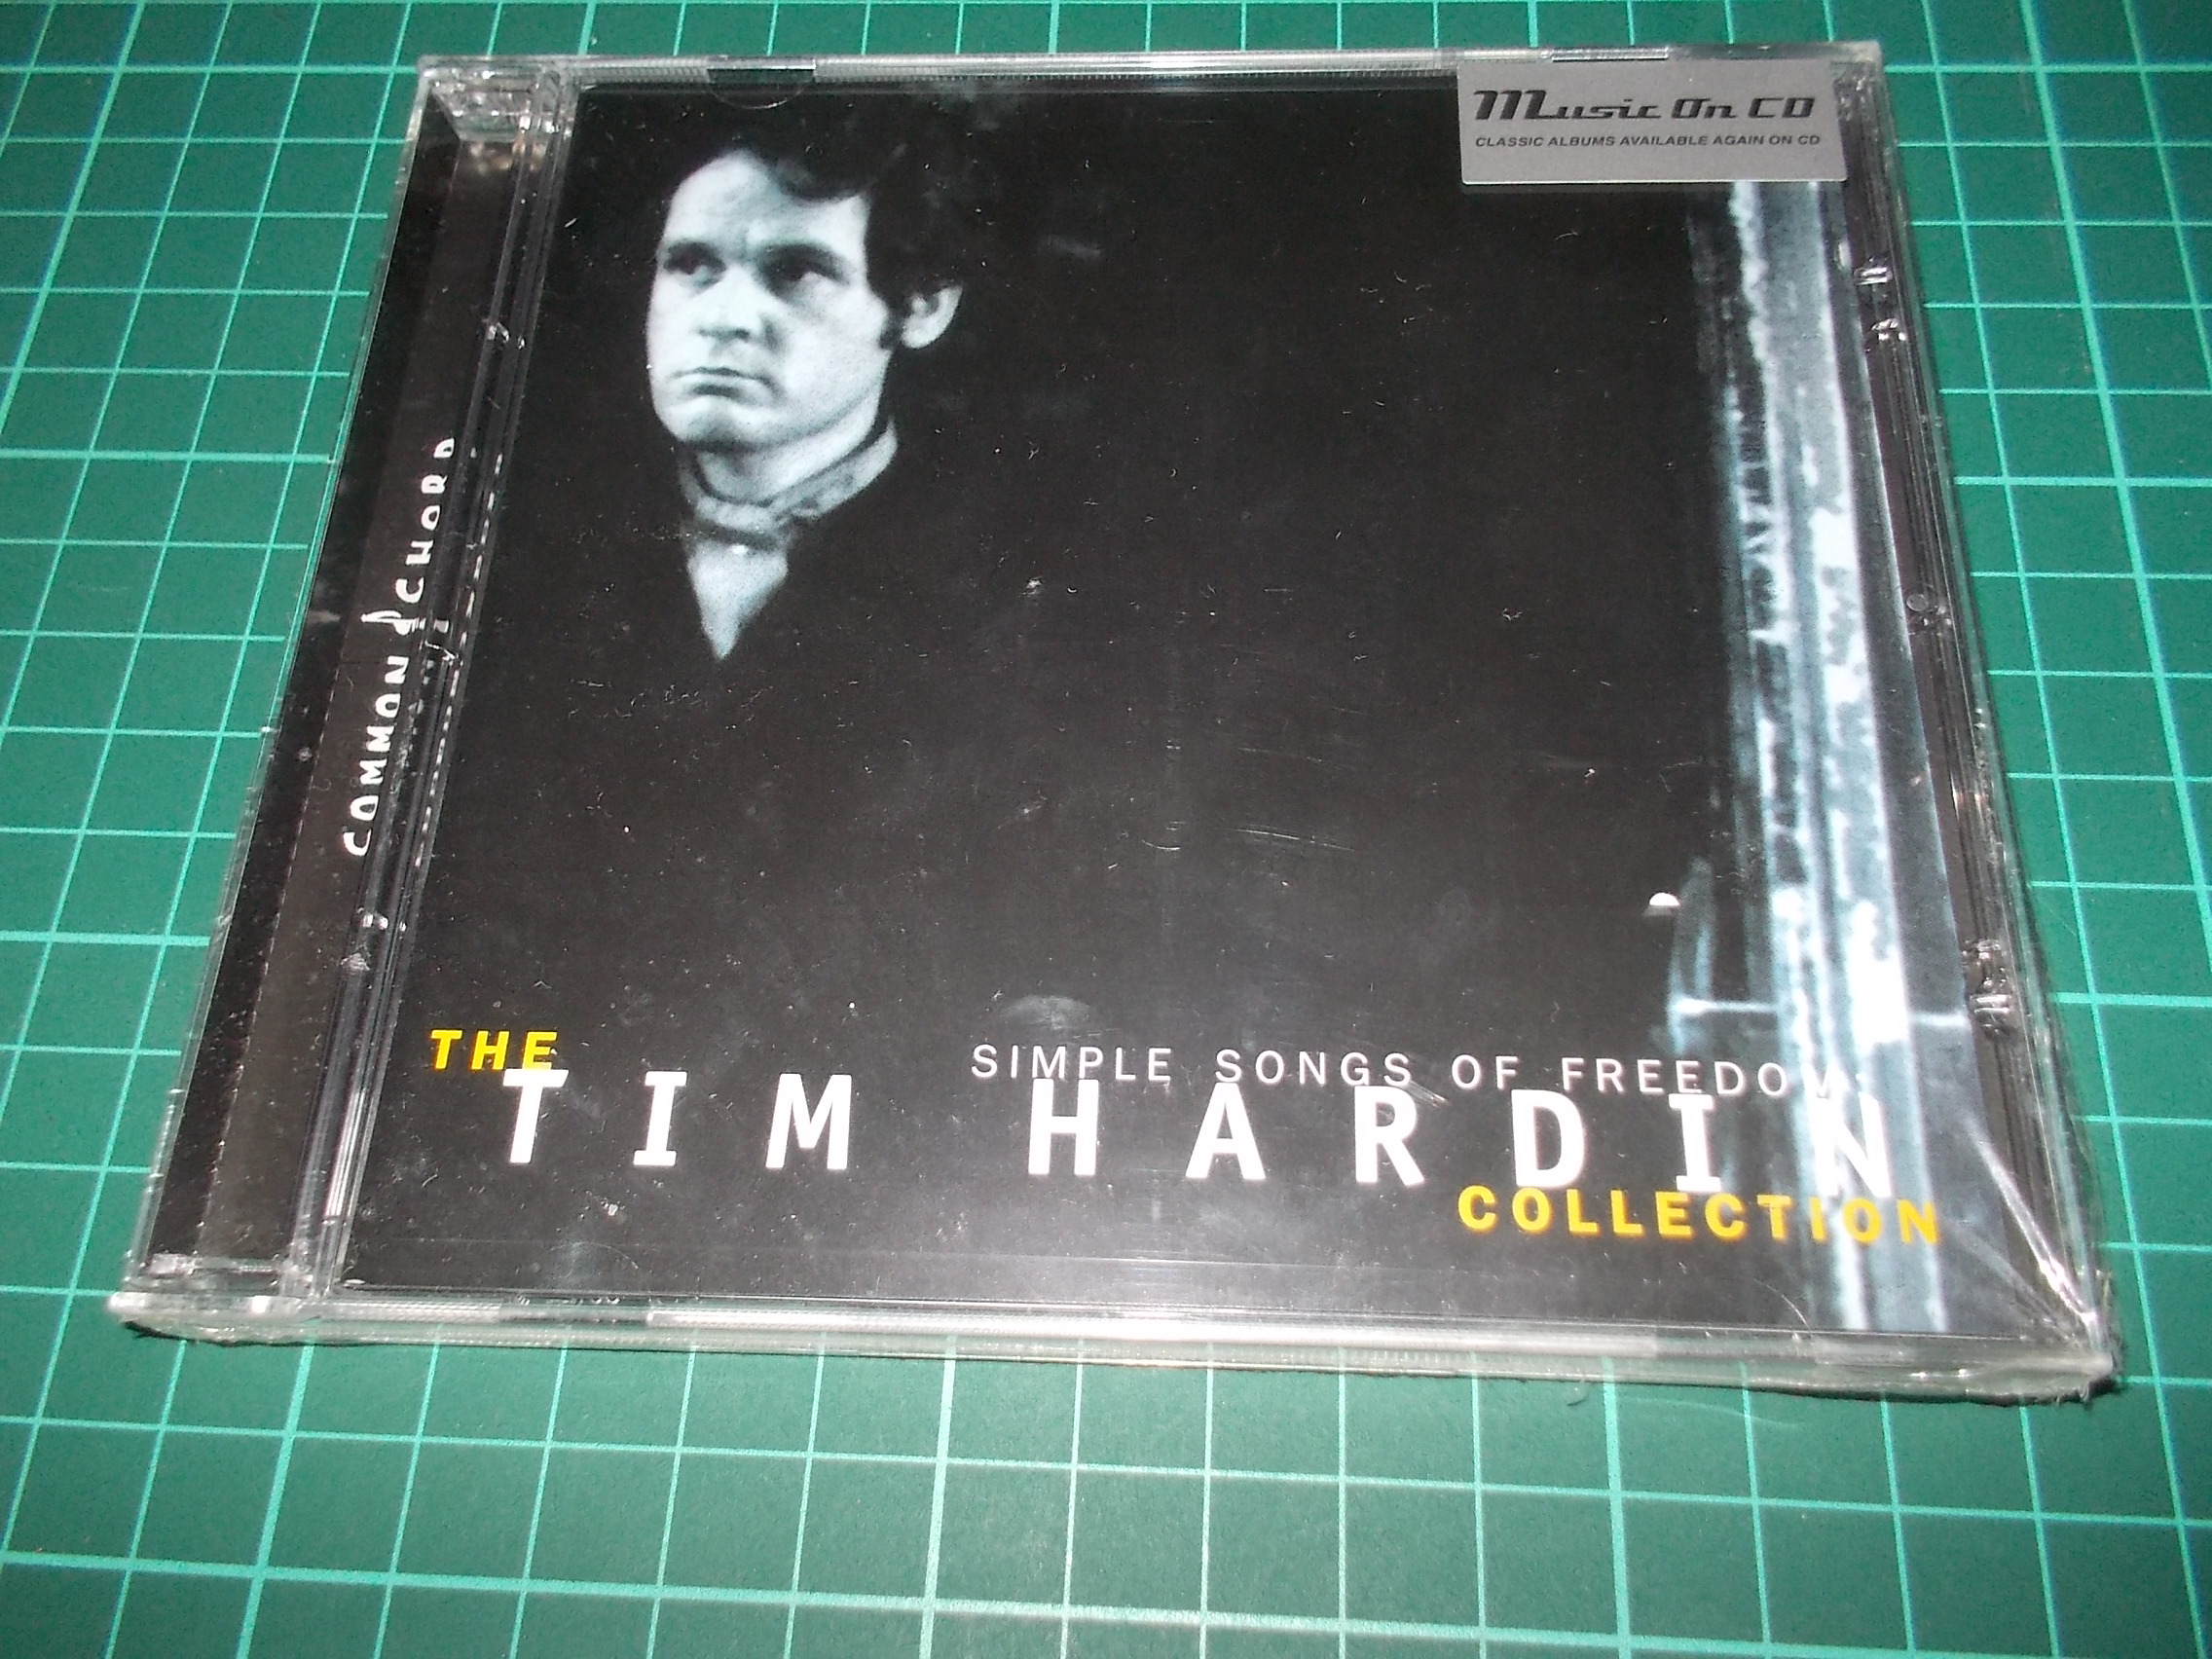 Music On CD
CLASSIC ALBUMS AVAILABLE AGAIN ON CD
COMMON CHORD
THE
SIMPLE SONGS OF FREEDOM:
TIM HARDIN
COLLECTION